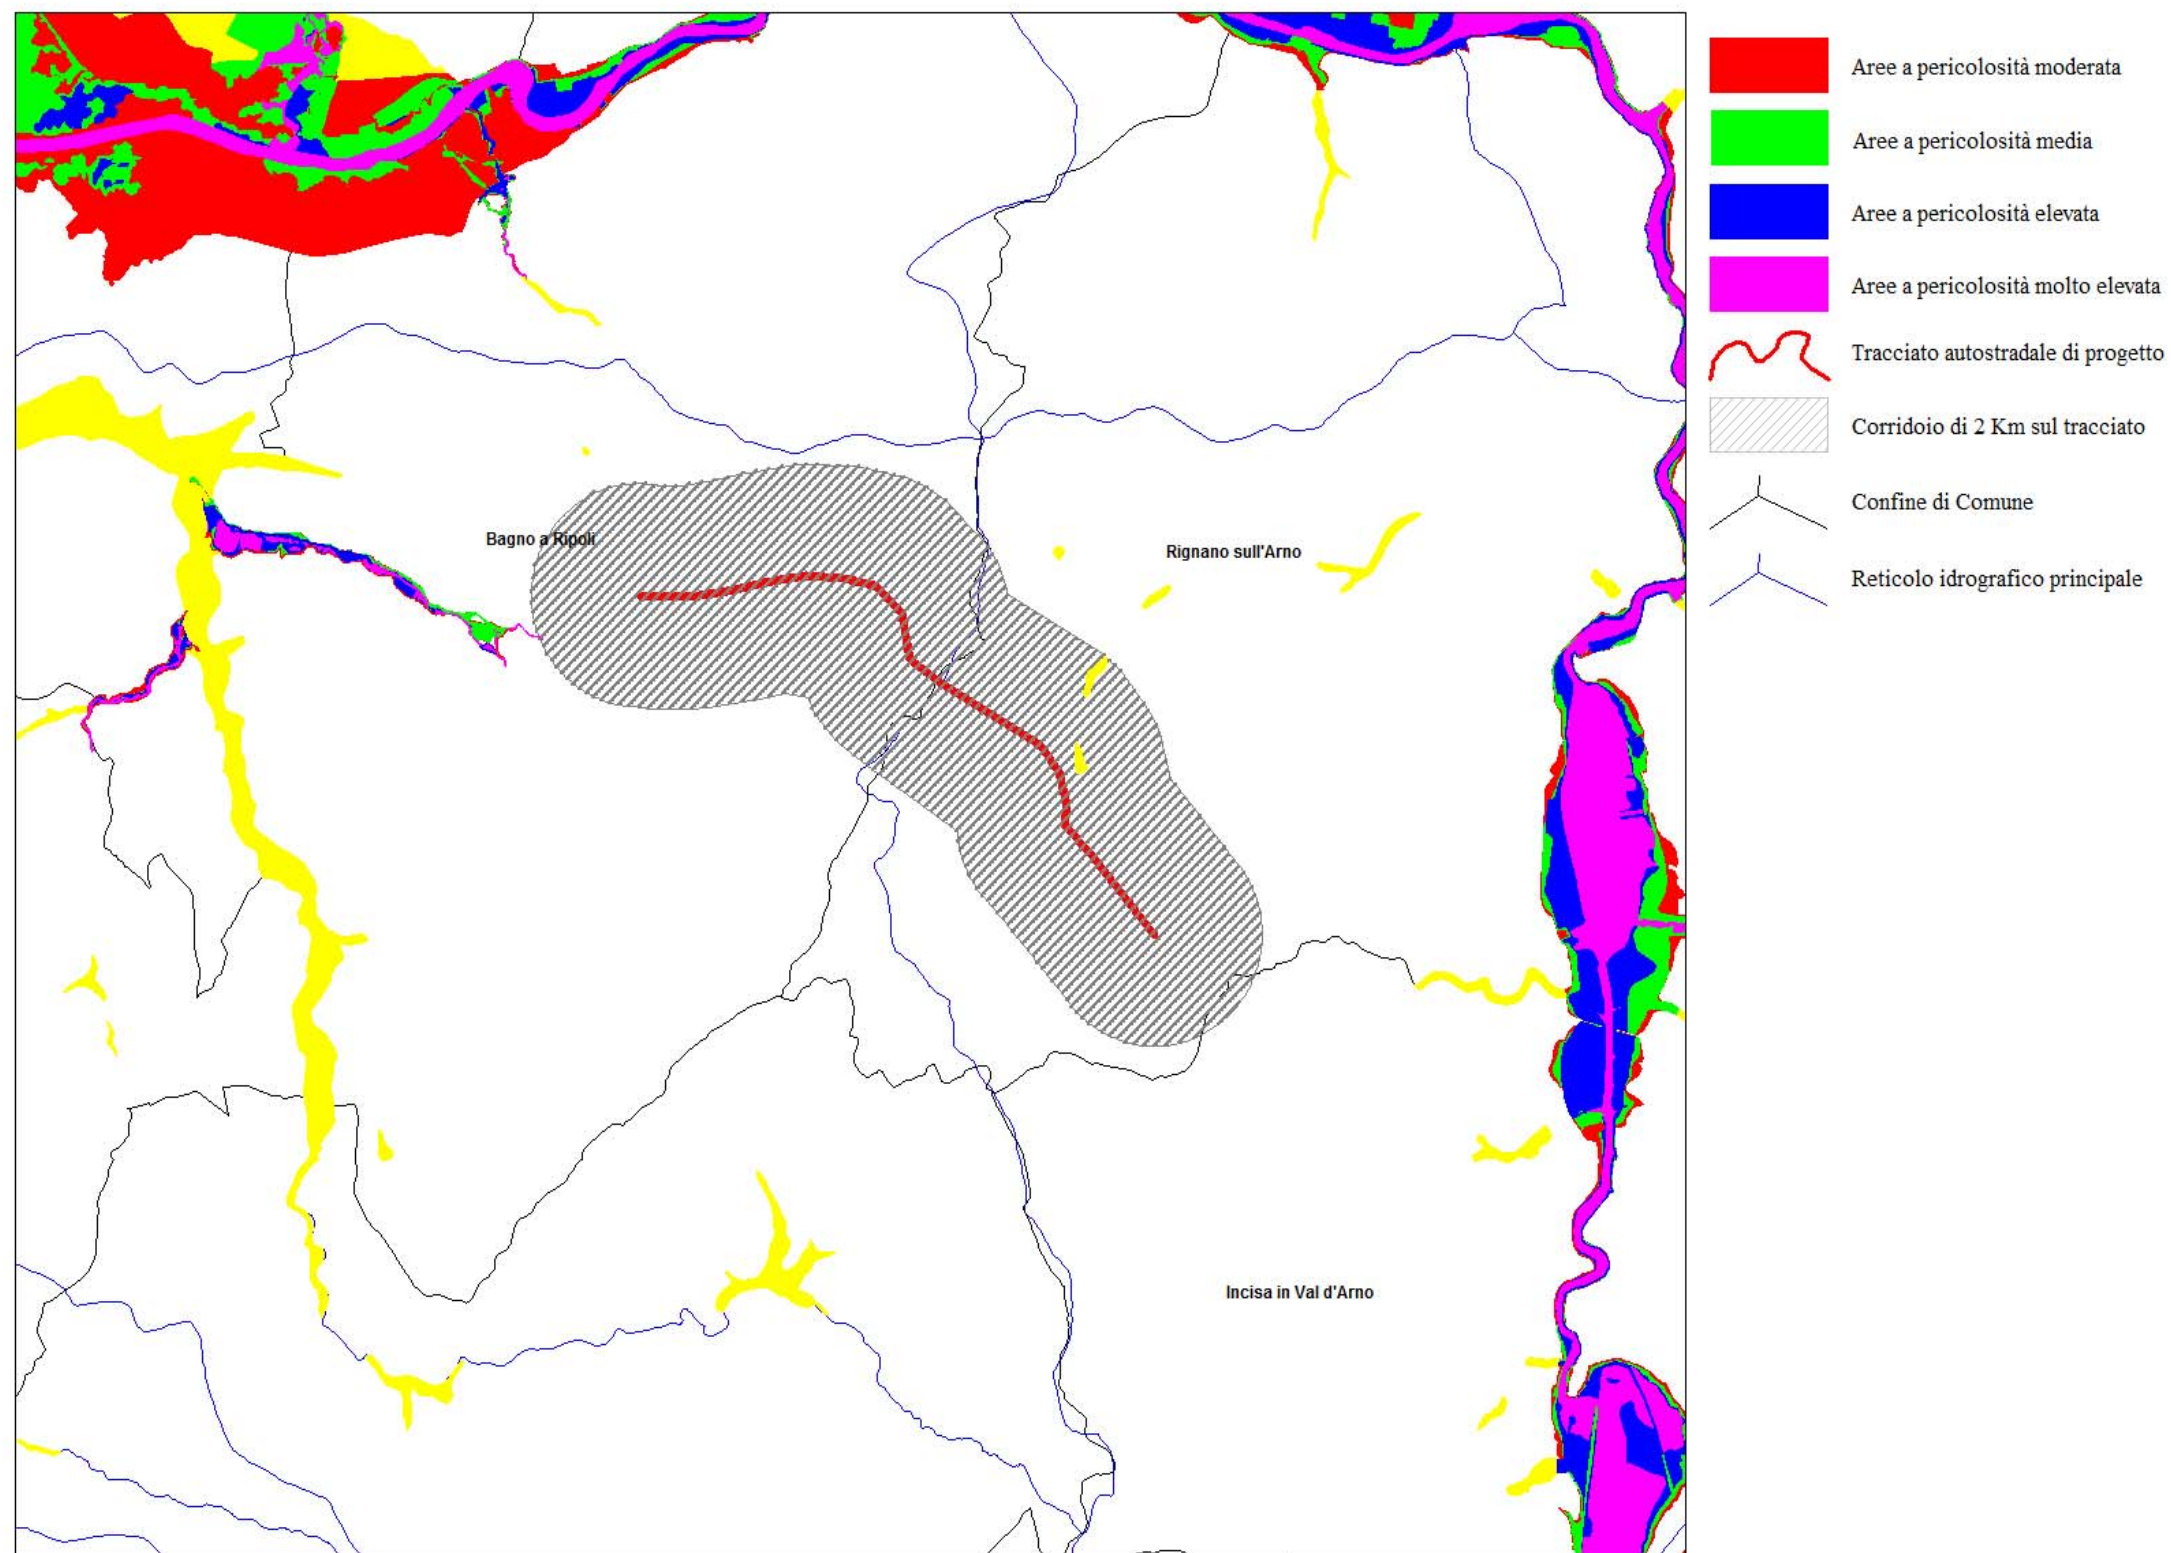 Aree a pericolosità moderata
Aree a pericolosità media
Aree a pericolosità elevata
Aree a pericolosità molto elevata
Tracciato autostradale di progetto
Corridoio di 2 Km sul tracciato
Confine di Comune
Reticolo idrografico principale
Bagno a Ripoli
Rignano sull'Arno
Incisa in Val d'Arno